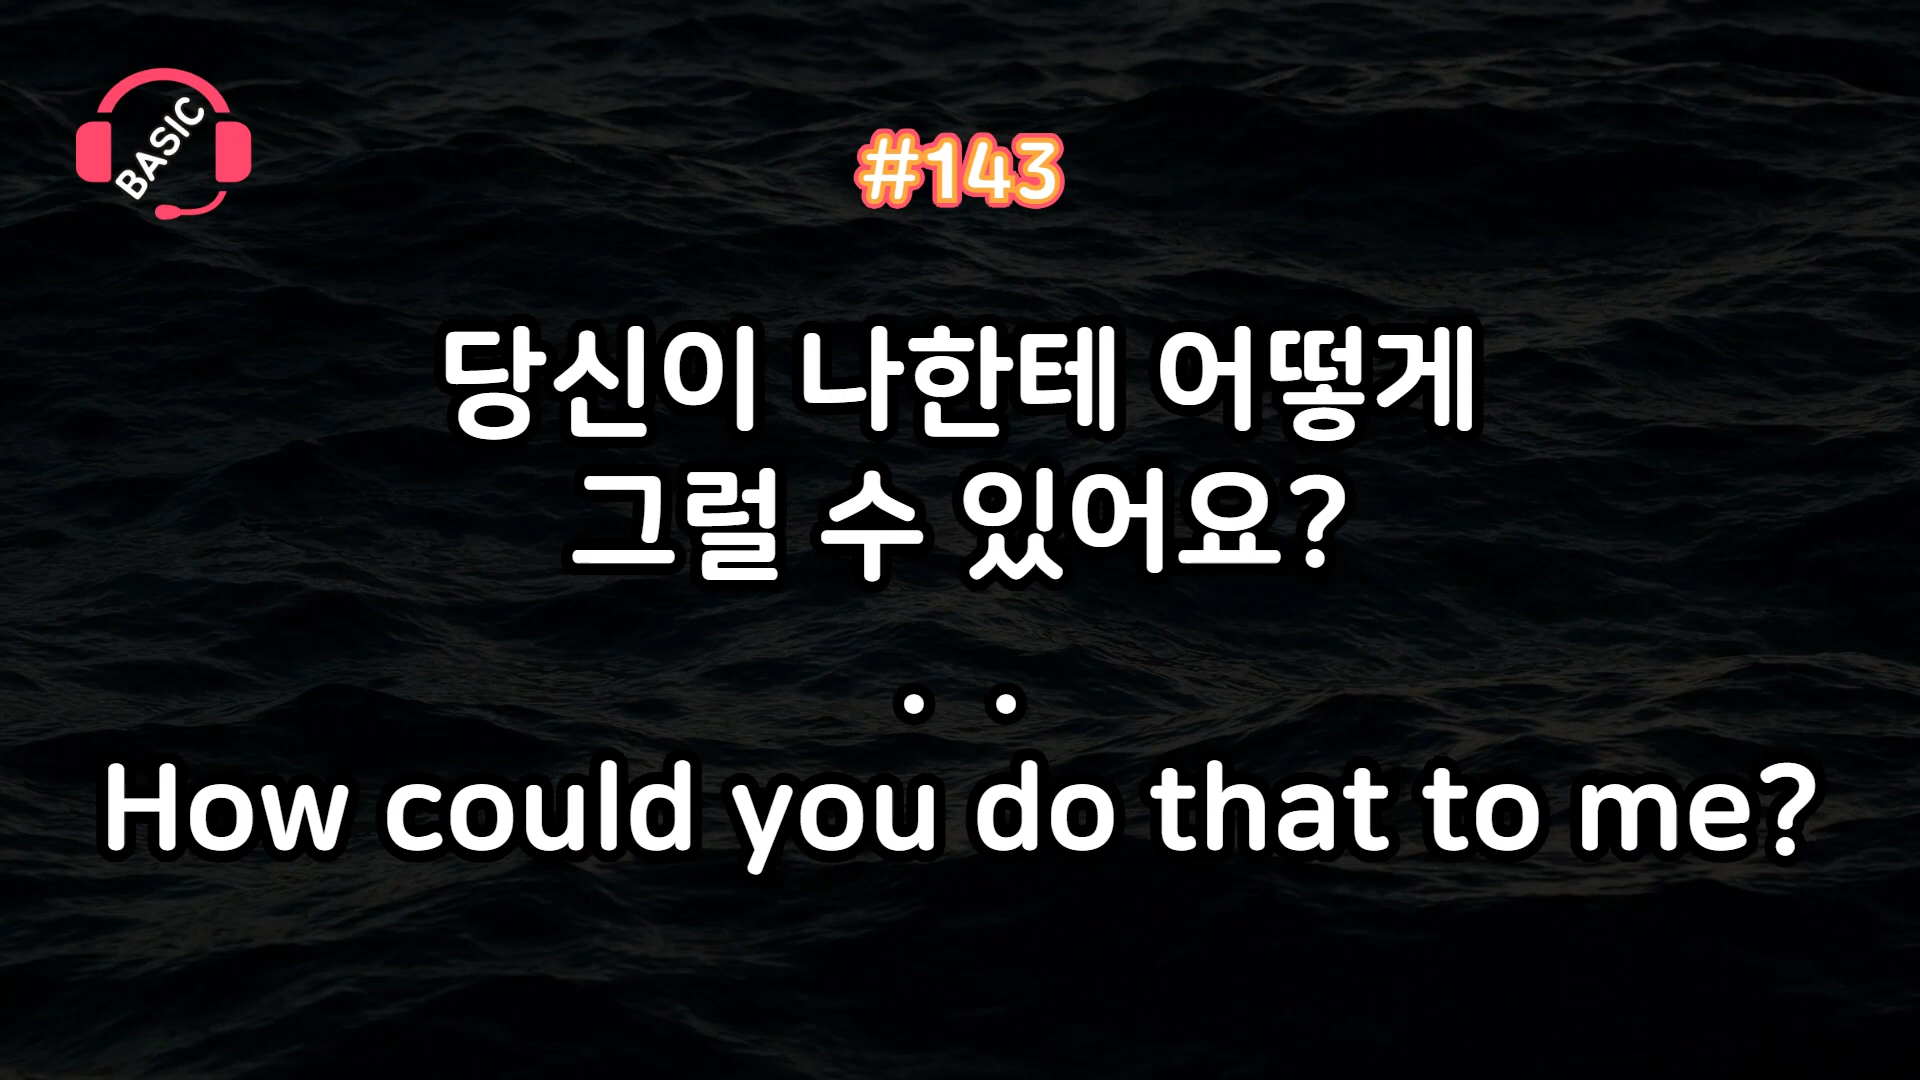 BASIC
#143
당신이 나한테 어떻게
그럴 수 있어요?
. .
How could you do that to me?